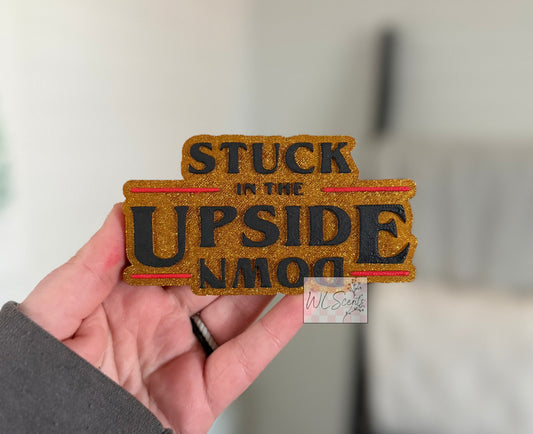 STUCK
IN THE
UPSIDE
DOWN
WLScents